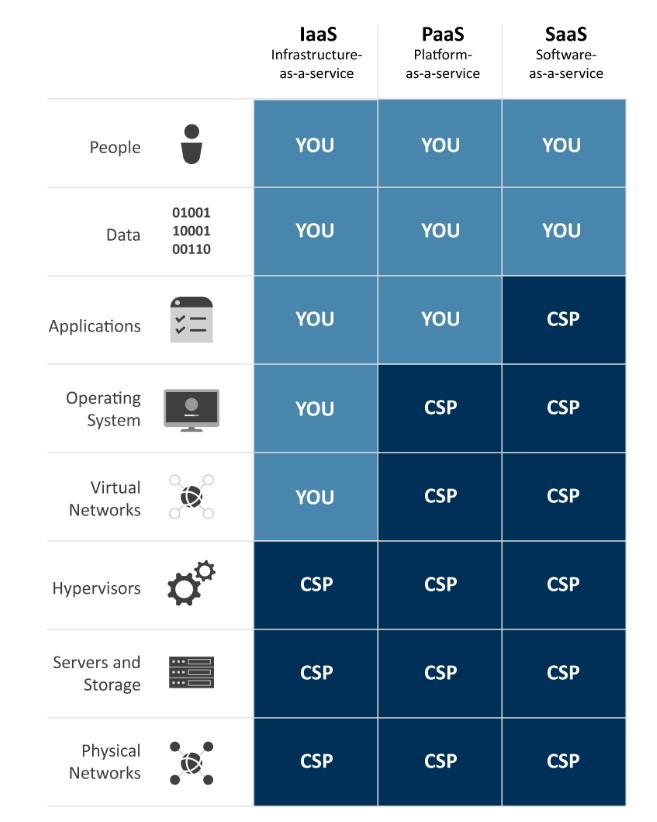 IaaS
Infrastructure-
as-a-service
PaaS
Platform-
as-a-service
SaaS
Software-
as-a-service
People
YOU
YOU
YOU
Data
01001
10001
00110
YOU
YOU
YOU
Applications
YOU
YOU
CSP
Operating
System
YOU
CSP
CSP
Virtual
Networks
YOU
CSP
CSP
Hypervisors
CSP
CSP
CSP
Servers and
Storage
CSP
CSP
CSP
Physical
Networks
CSP
CSP
CSP